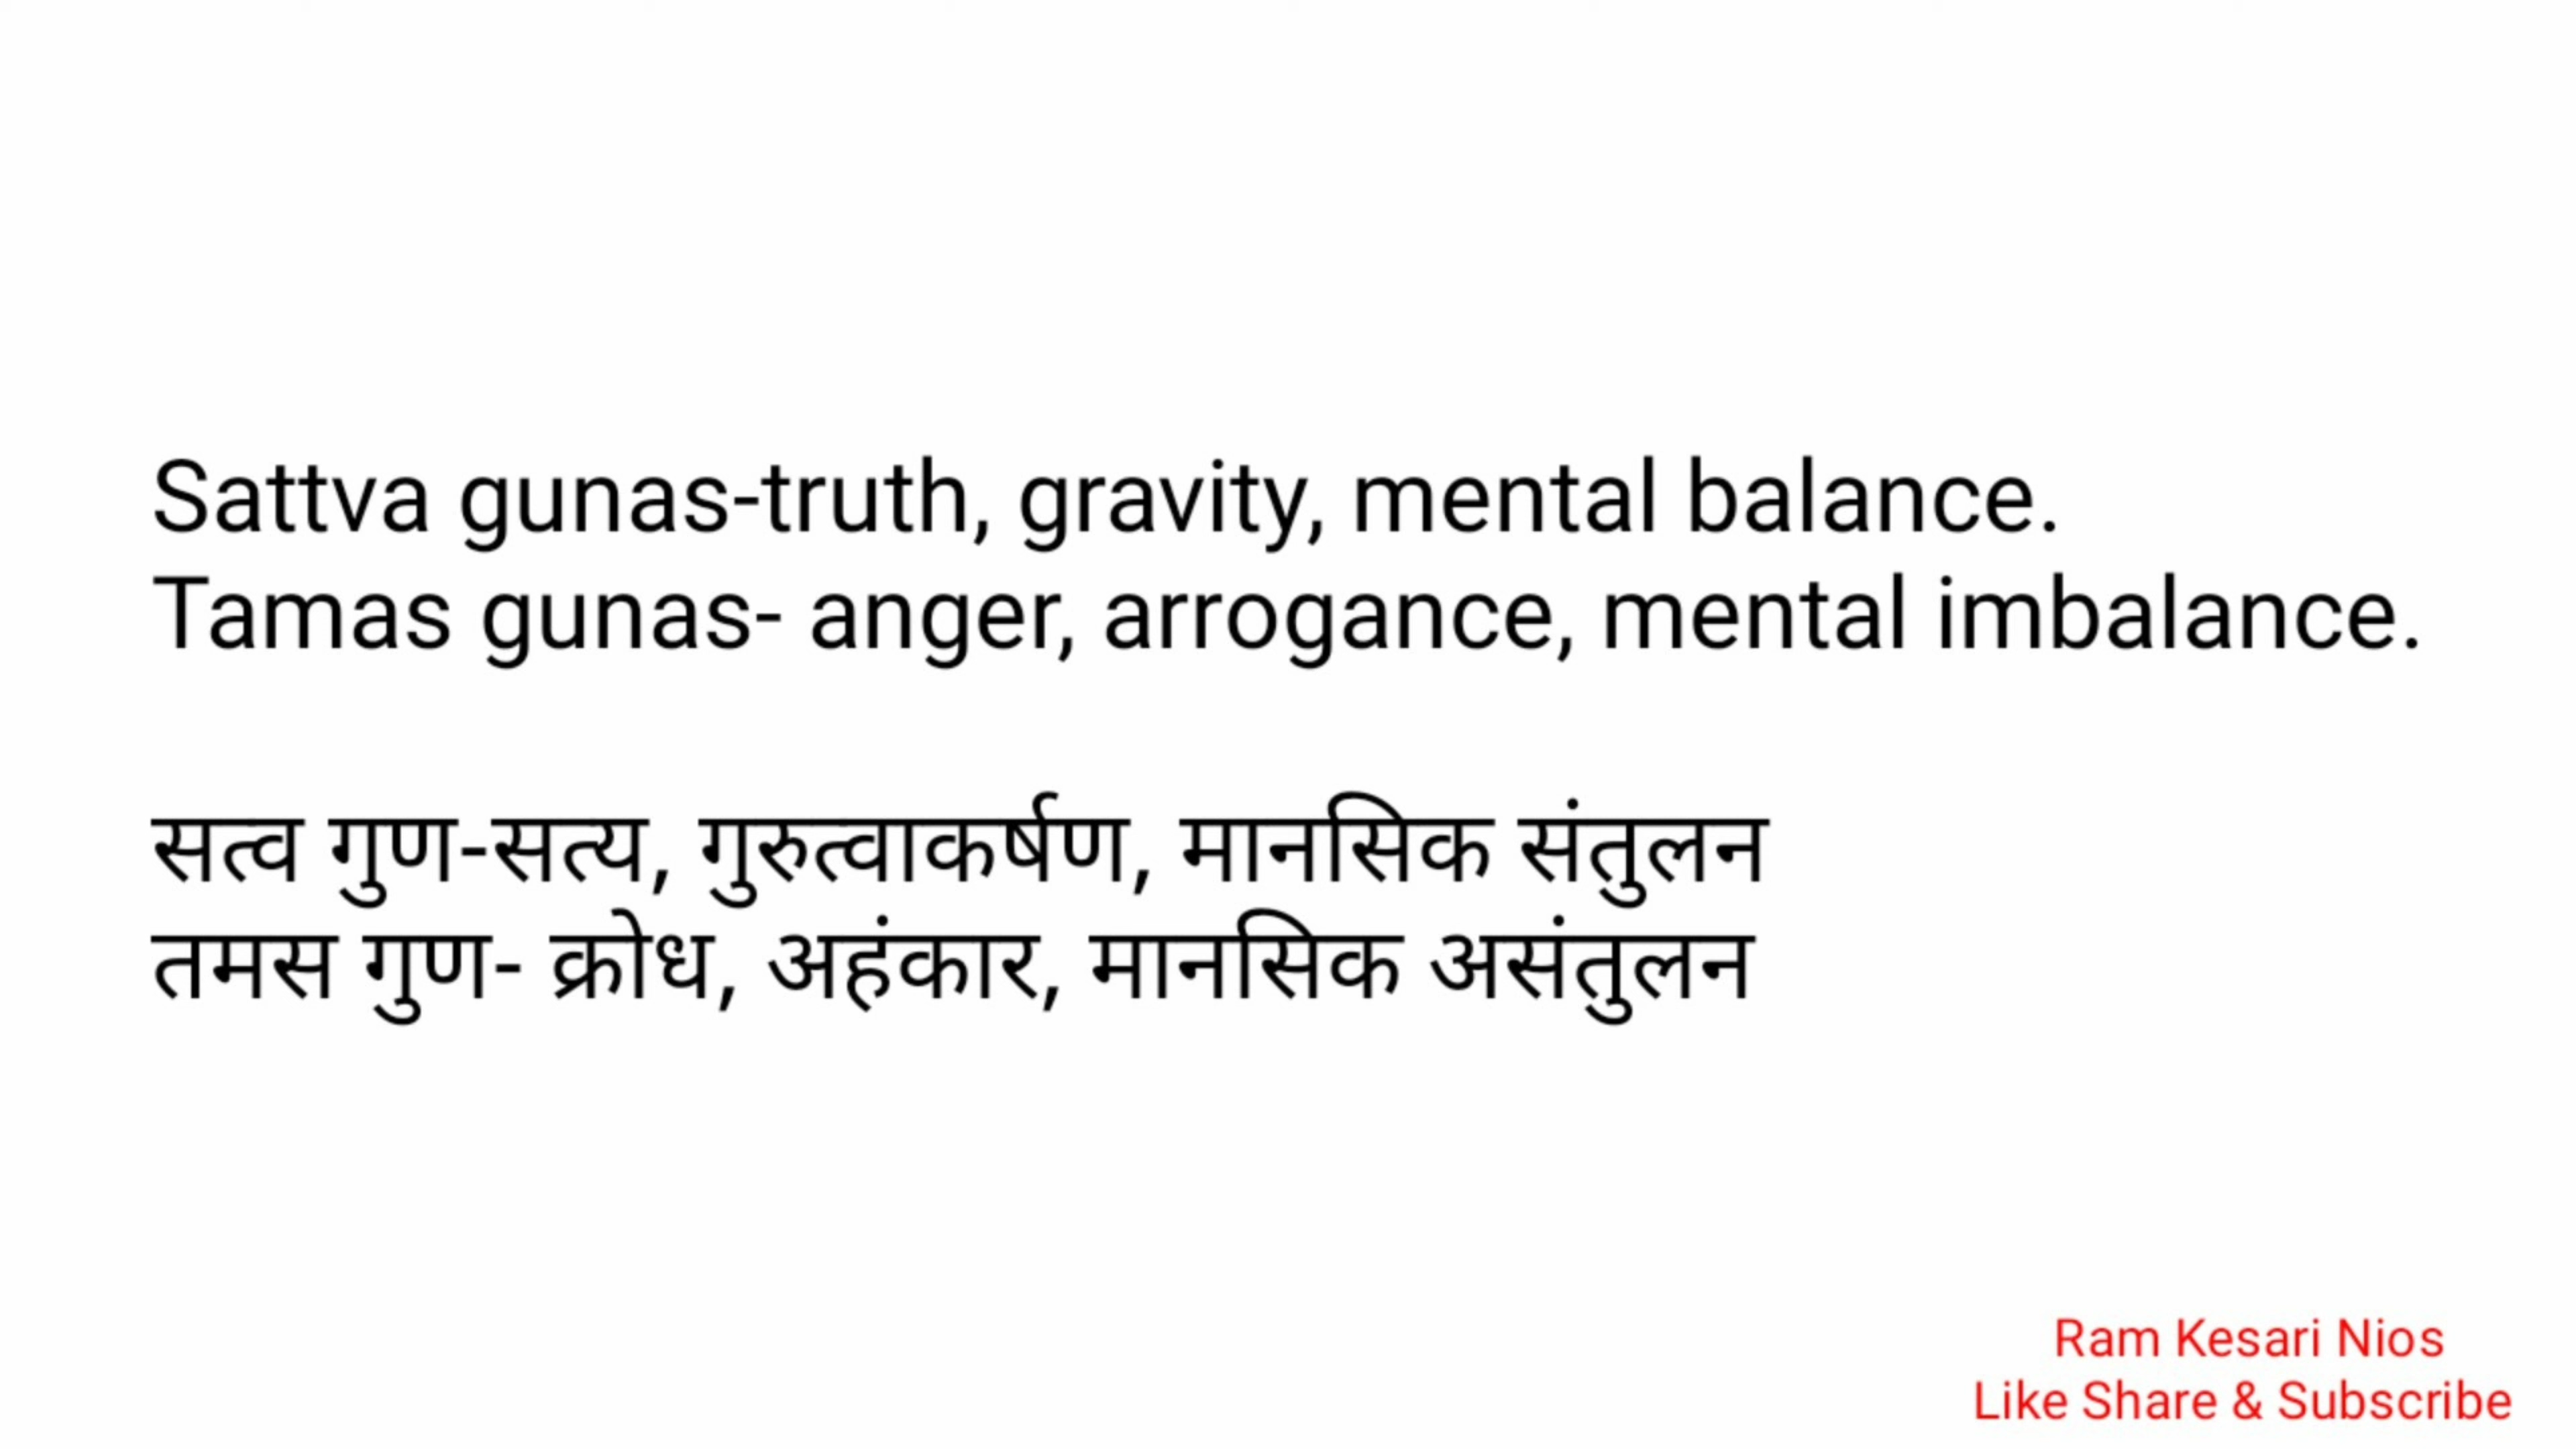 Sattva gunas-truth, gravity, mental balance.
Tamas gunas- anger, arrogance, mental imbalance.
सत्व गुण-सत्य, गुरुत्वाकर्षण, मानसिक संतुलन
तमस गुण- क्रोध, अहंकार, मानसिक असंतुलन
Ram Kesari Nios
Like Share & Subscribe